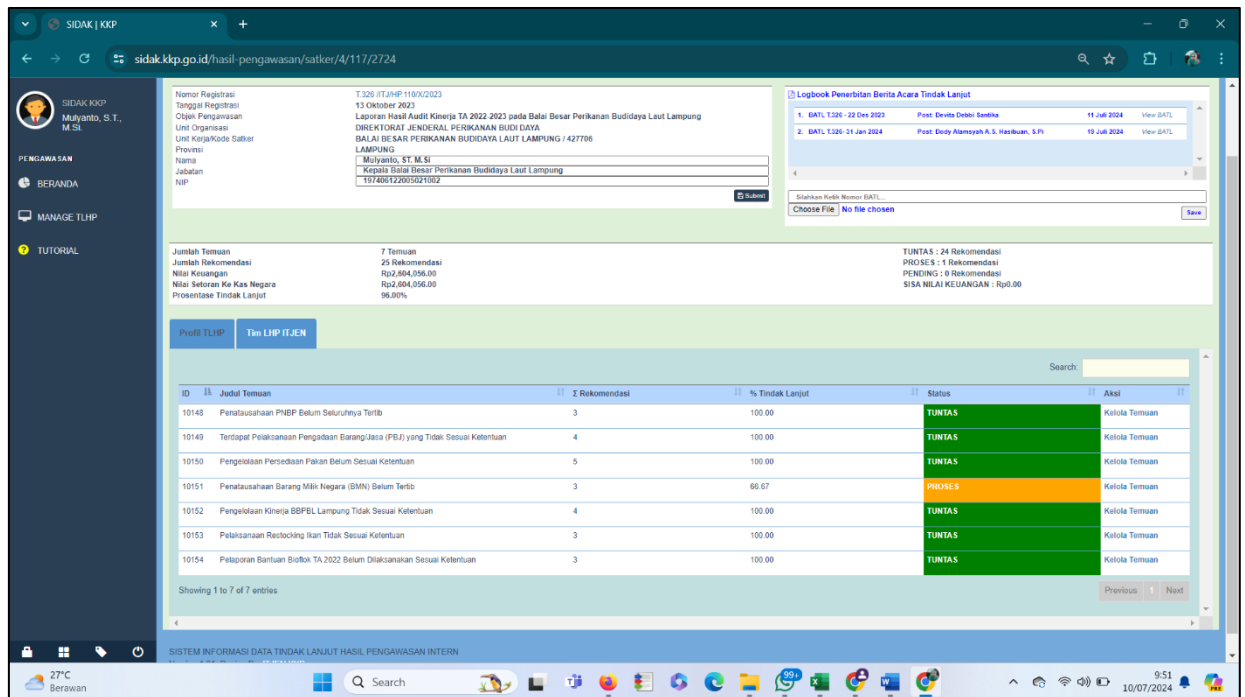 SIDAK | KKP
sidak.kkp.go.id/hasil-pengawasan/satker/4/117/2724
SIDAK KKP
Mulyanto, S.T., M.Si.
PENGAWASAN
BERANDA
MANAGE TLHP
TUTORIAL
Nomor Registrasi T.326 /ITJ/HP.110/X/2023
Tanggal Registrasi 13 Oktober 2023
Objek Pengawasan Laporan Hasil Audit Kinerja TA 2022-2023 pada Balai Besar Perikanan Budidaya Laut Lampung
Unit Organisasi DIREKTORAT JENDERAL PERIKANAN BUDI DAYA
Unit Kerja/Kode Satker BALAI BESAR PERIKANAN BUDIDAYA LAUT LAMPUNG / 427706
Provinsi LAMPUNG
Nama Mulyanto, ST. M.Si
Jabatan Kepala Balai Besar Perikanan Budidaya Laut Lampung
NIP 197406122005021002
Submit
Logbook Penerbitan Berita Acara Tindak Lanjut
1. BATL T.326 - 22 Des 2023 Post: Devita Debbi Santika 11 Juli 2024 View BATL
2. BATL T.326- 31 Jan 2024 Post: Dody Alamsyah A.S. Hasibuan, S.Pi 19 Juli 2024 View BATL
Silahkan Ketik Nomor BATL...
Choose File No file chosen
Save
Jumlah Temuan 7 Temuan TUNTAS : 24 Rekomendasi
Jumlah Rekomendasi 25 Rekomendasi PROSES : 1 Rekomendasi
Nilai Keuangan Rp2,604,056.00 PENDING : 0 Rekomendasi
Nilai Setoran Ke Kas Negara Rp2,604,056.00 SISA NILAI KEUANGAN : Rp0.00
Prosentase Tindak Lanjut 96.00%
Profil TLHP Tim LHP ITJEN
Search:
ID Judul Temuan Σ Rekomendasi % Tindak Lanjut Status Aksi
10148 Penatausahaan PNBP Belum Seluruhnya Tertib 3 100.00 TUNTAS Kelola Temuan
10149 Terdapat Pelaksanaan Pengadaan Barang/Jasa (PBJ) yang Tidak Sesuai Ketentuan 4 100.00 TUNTAS Kelola Temuan
10150 Pengelolaan Persediaan Pakan Belum Sesuai Ketentuan 5 100.00 TUNTAS Kelola Temuan
10151 Penatausahaan Barang Milik Negara (BMN) Belum Tertib 3 66.67 PROSES Kelola Temuan
10152 Pengelolaan Kinerja BBPBL Lampung Tidak Sesuai Ketentuan 4 100.00 TUNTAS Kelola Temuan
10153 Pelaksanaan Restocking Ikan Tidak Sesuai Ketentuan 3 100.00 TUNTAS Kelola Temuan
10154 Pelaporan Bantuan Bioflok TA 2022 Belum Dilaksanakan Sesuai Ketentuan 3 100.00 TUNTAS Kelola Temuan
Showing 1 to 7 of 7 entries
Previous 1 Next
SISTEM INFORMASI DATA TINDAK LANJUT HASIL PENGAWASAN INTERN
27°C
Berawan
Search
99+
9:51
10/07/2024